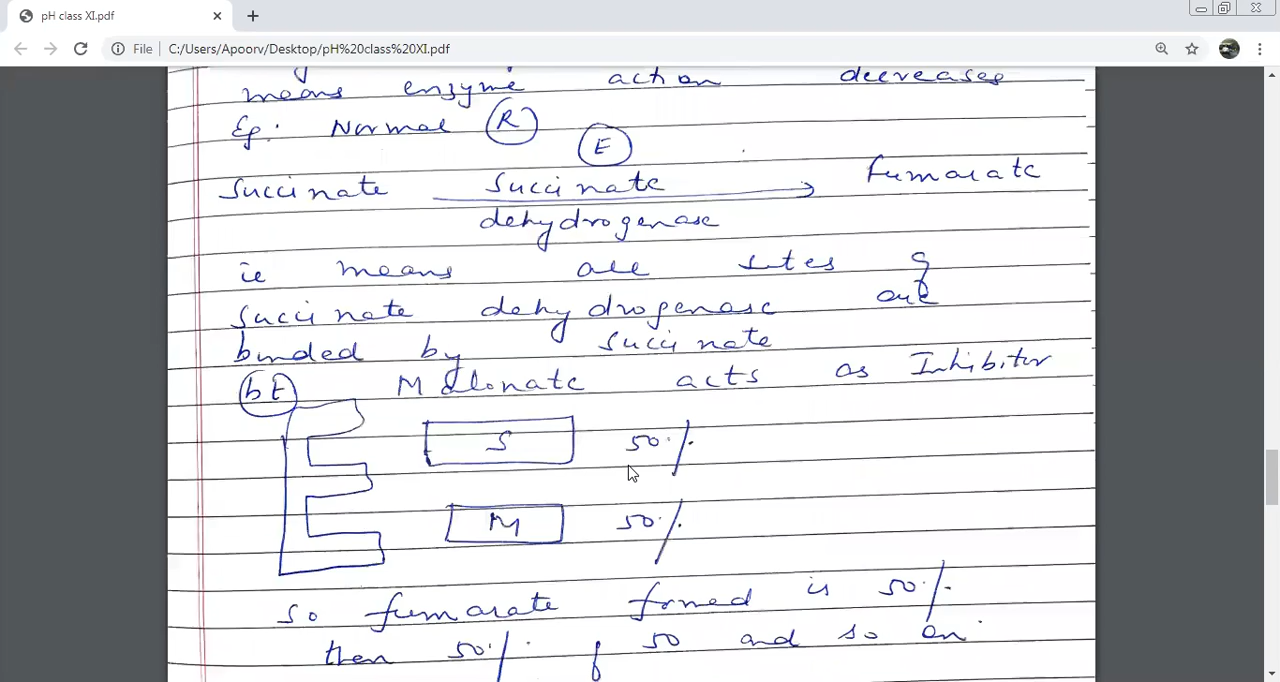 pH class XI.pdf
File C:/Users/Apoorv/Desktop/pH%20class%20XI.pdf
means enzyme action decreases
Eg: Normal R
E
Succinate Succinate Fumarate
dehydrogenase
ie means all sites of
Succinate dehydrogenase are
binded by Succinate
bt Malonate acts as Inhibitor
S 50%
M 50%
So fumarate formed is 50%
then 50% of 50 and so on